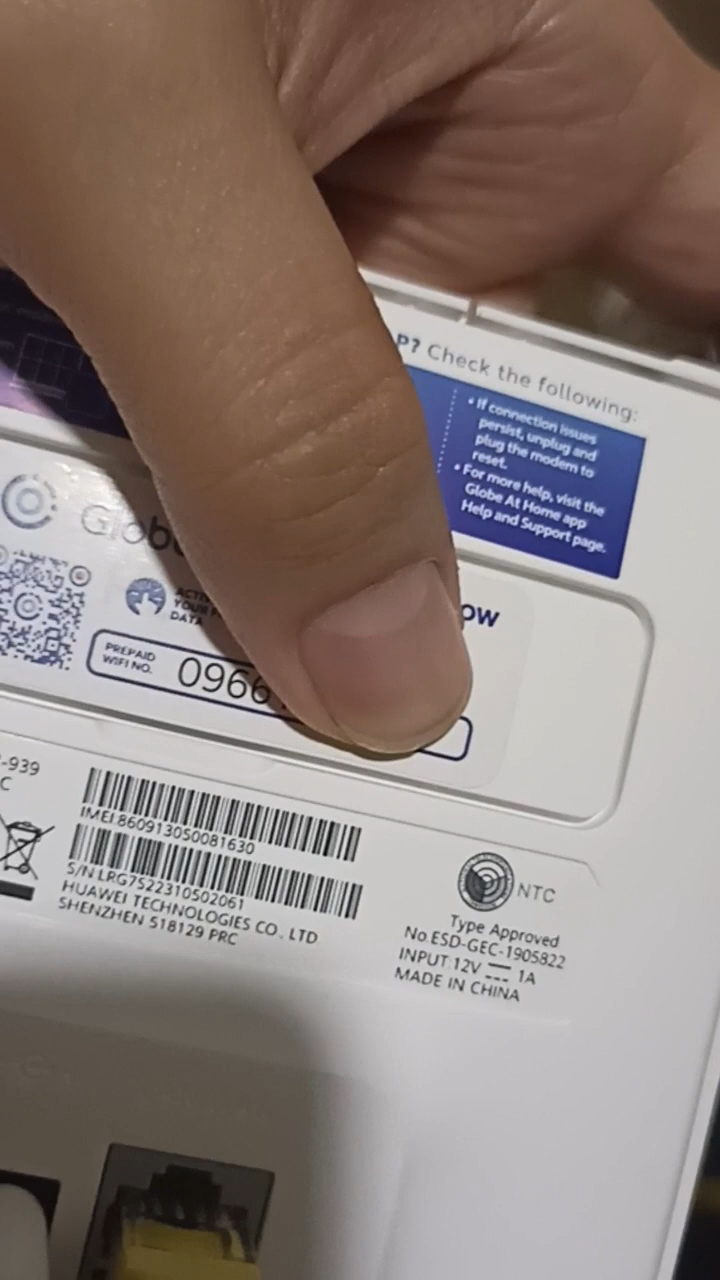 P? Check the following:
• If connection issues
persist, unplug and
plug the modem to
reset.
• For more help, visit the
Globe At Home app
Help and Support page.
Globe
DATA
OW
PREPAID
WIFI NO.
0966
-939
C
IMEI:860913050081630
S/N:LRG7S22310502061
HUAWEI TECHNOLOGIES CO., LTD
SHENZHEN 518129 PRC
NTC
Type Approved
No.ESD-GEC-1905822
INPUT:12V 1A
MADE IN CHINA